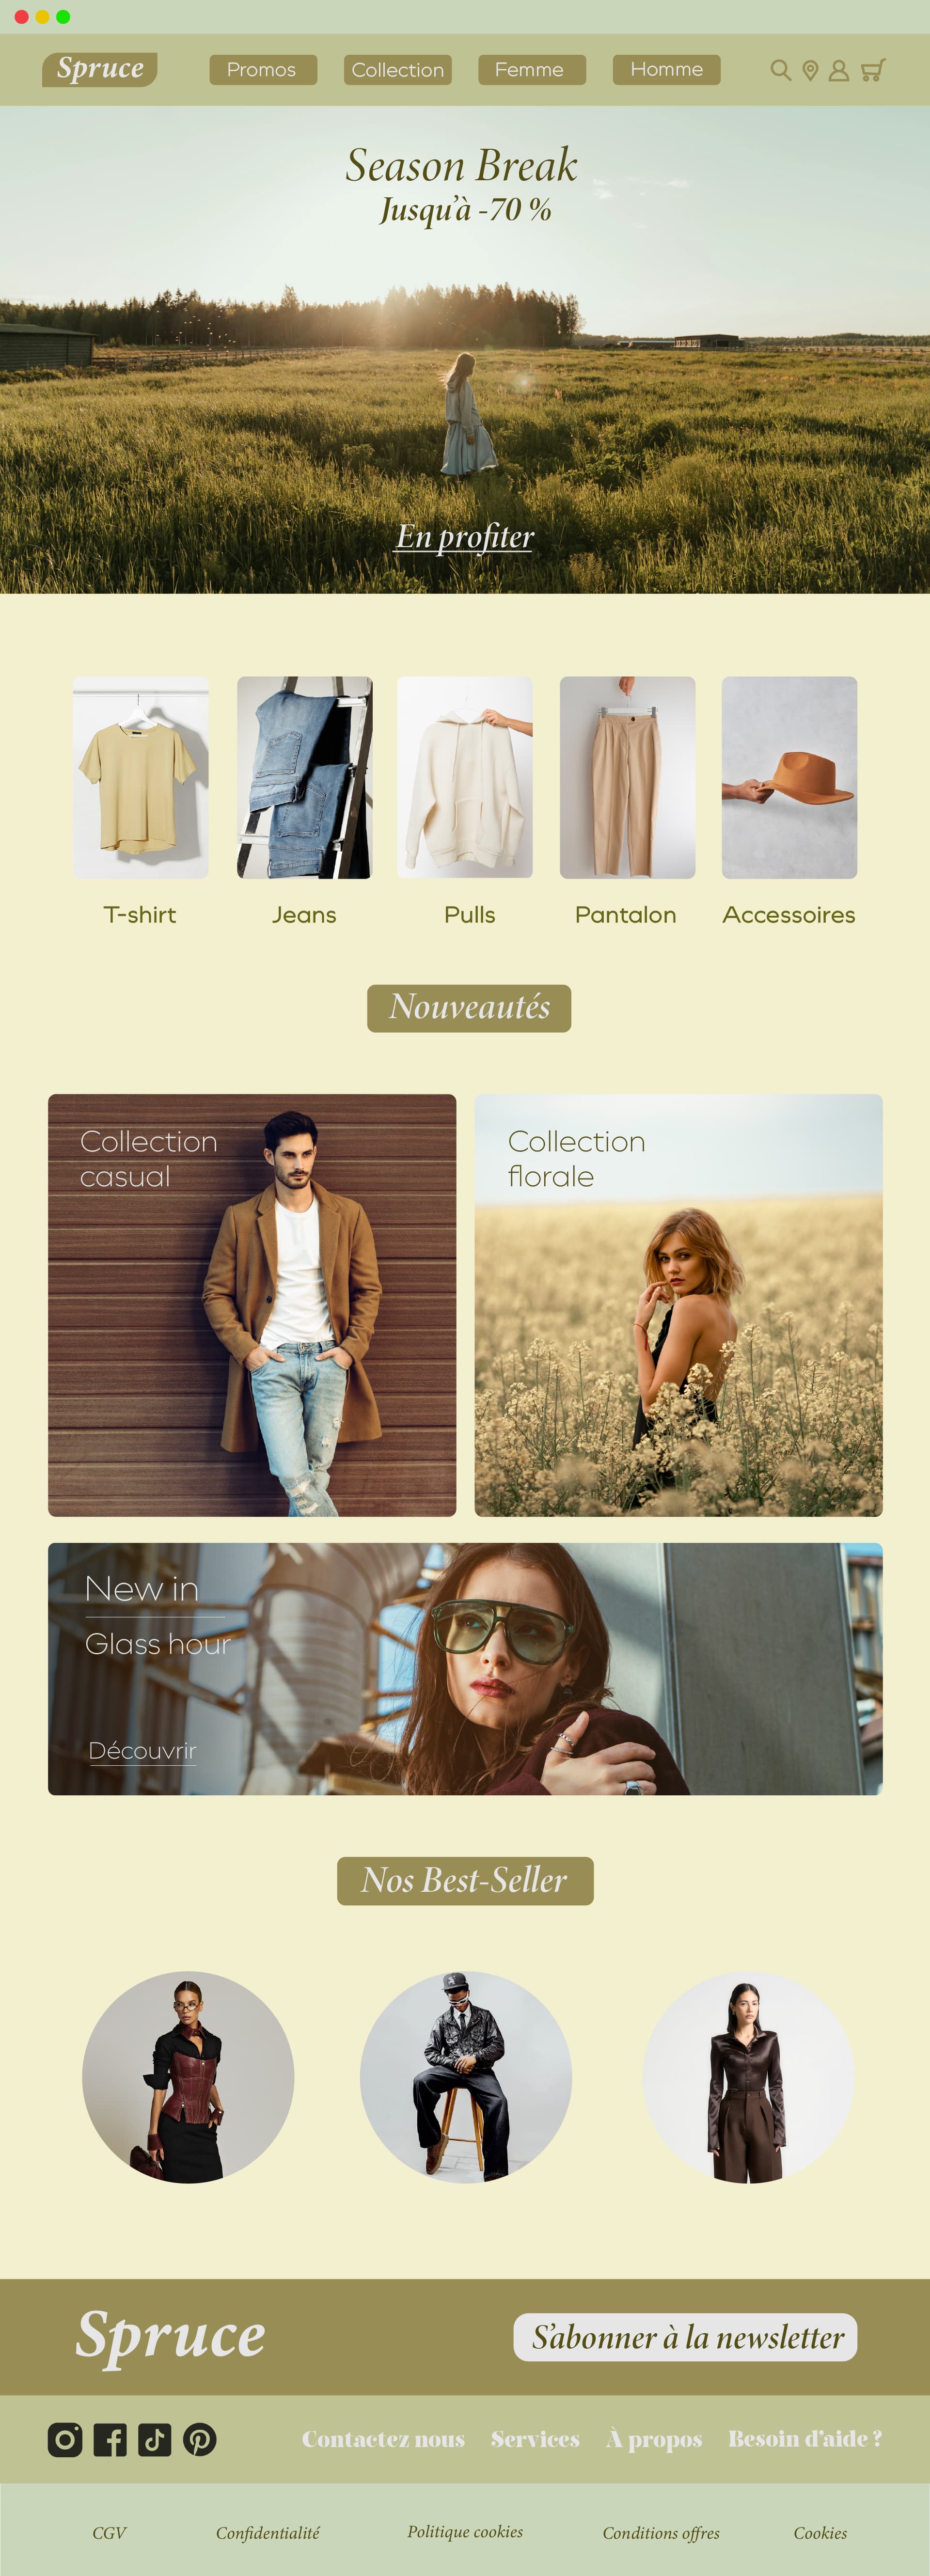 Spruce
Promos
Collection
Femme
Homme
Season Break
Jusqu'à -70 %
En profiter
T-shirt
Jeans
Pulls
Pantalon
Accessoires
Nouveautés
Collection
casual
Collection
florale
New in
Glass hour
Découvrir
Nos Best-Seller
Spruce
S'abonner à la newsletter
Contactez nous
Services
À propos
Besoin d'aide ?
CGV
Confidentialité
Politique cookies
Conditions offres
Cookies